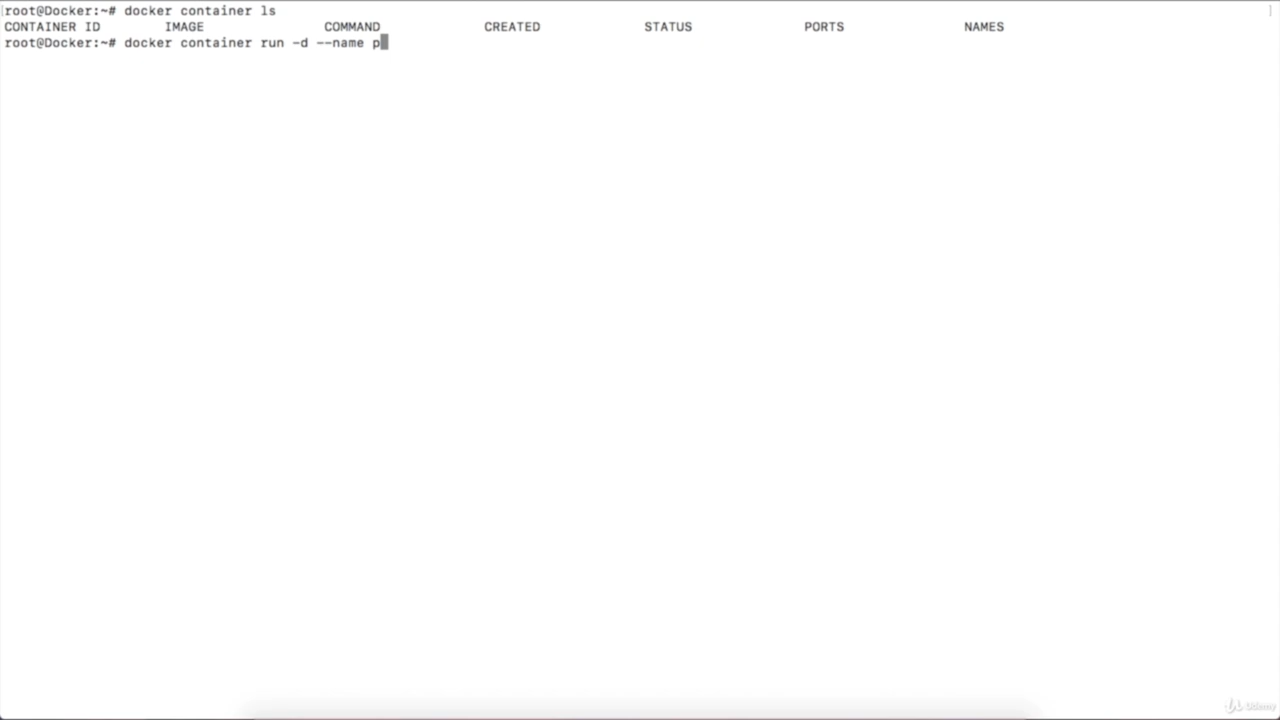 [root@Docker:~# docker container ls ]
CONTAINER ID IMAGE COMMAND CREATED STATUS PORTS NAMES
root@Docker:~# docker container run -d --name p
Udemy